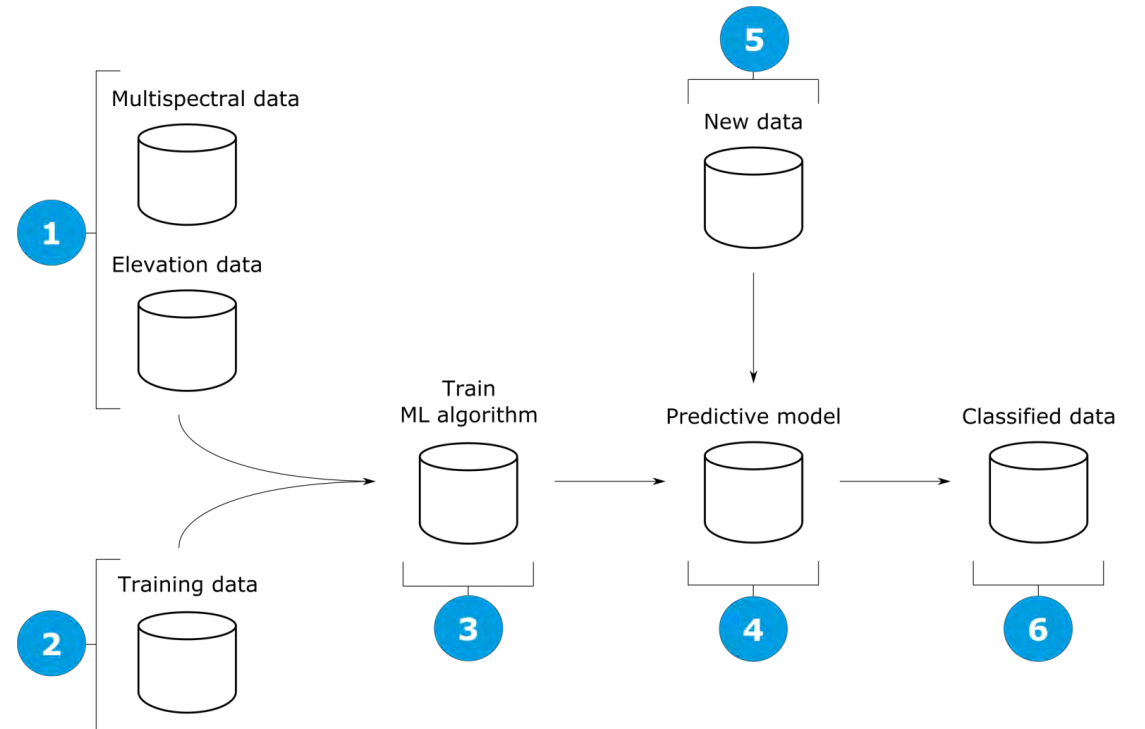 5
Multispectral data
New data
1
Elevation data
Train
ML algorithm
Predictive model
Classified data
Training data
2
3
4
6